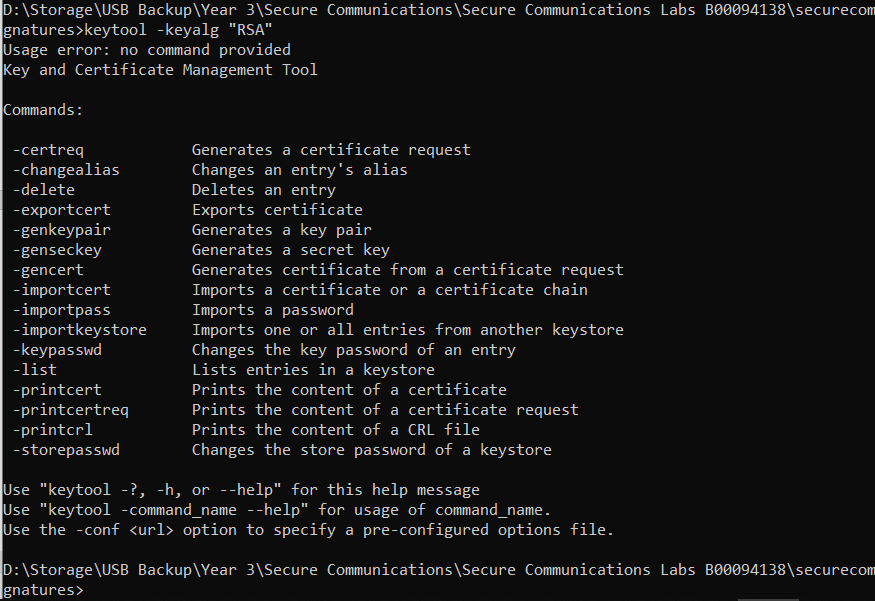 D:\Storage\USB Backup\Year 3\Secure Communications\Secure Communications Labs B00094138\securecom
gnatures>keytool -keyalg "RSA"
Usage error: no command provided
Key and Certificate Management Tool
Commands:
-certreq Generates a certificate request
-changealias Changes an entry's alias
-delete Deletes an entry
-exportcert Exports certificate
-genkeypair Generates a key pair
-genseckey Generates a secret key
-gencert Generates certificate from a certificate request
-importcert Imports a certificate or a certificate chain
-importpass Imports a password
-importkeystore Imports one or all entries from another keystore
-keypasswd Changes the key password of an entry
-list Lists entries in a keystore
-printcert Prints the content of a certificate
-printcertreq Prints the content of a certificate request
-printcrl Prints the content of a CRL file
-storepasswd Changes the store password of a keystore
Use "keytool -?, -h, or --help" for this help message
Use "keytool -command_name --help" for usage of command_name.
Use the -conf <url> option to specify a pre-configured options file.
D:\Storage\USB Backup\Year 3\Secure Communications\Secure Communications Labs B00094138\securecom
gnatures>